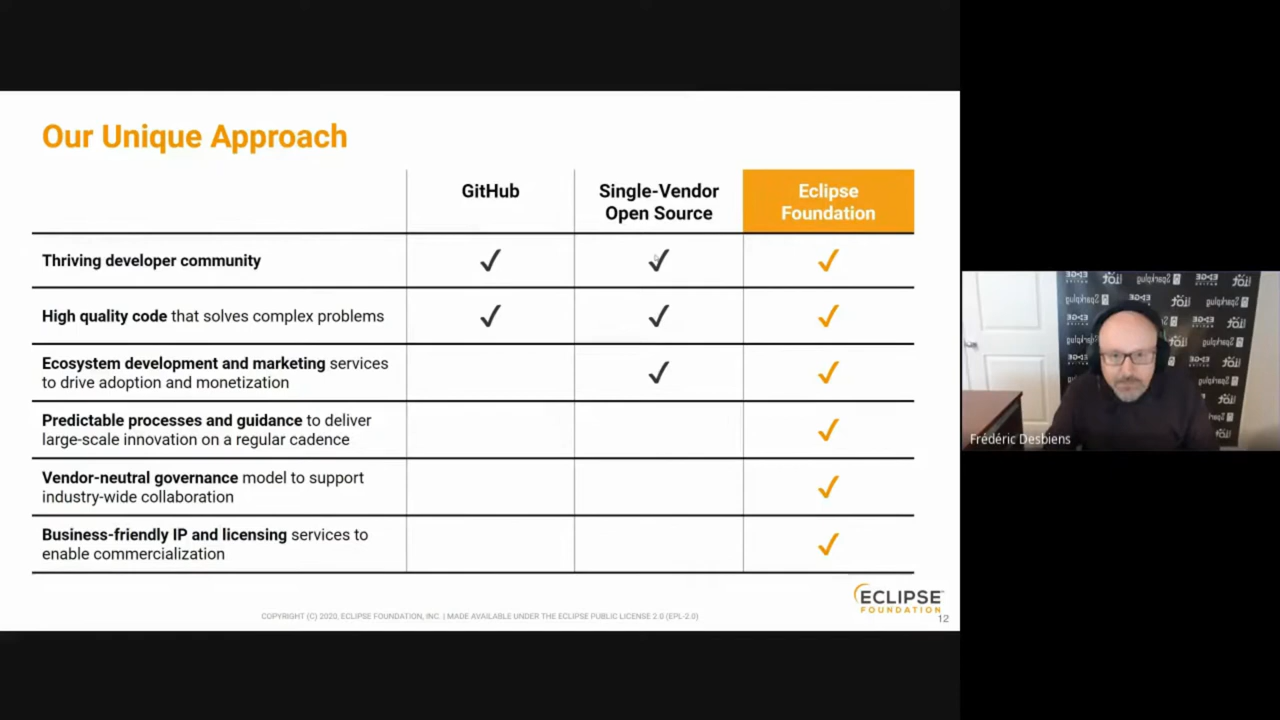 Our Unique Approach
GitHub
Single-Vendor
Open Source
Eclipse
Foundation
Thriving developer community
✓ ✓ ✓
High quality code that solves complex problems
✓ ✓ ✓
Ecosystem development and marketing services
to drive adoption and monetization
✓ ✓
Predictable processes and guidance to deliver
large-scale innovation on a regular cadence
✓
Vendor-neutral governance model to support
industry-wide collaboration
✓
Business-friendly IP and licensing services to
enable commercialization
✓
ECLIPSE
FOUNDATION
COPYRIGHT (C) 2020, ECLIPSE FOUNDATION, INC. | MADE AVAILABLE UNDER THE ECLIPSE PUBLIC LICENSE 2.0 (EPL-2.0)
12
Frédéric Desbiens